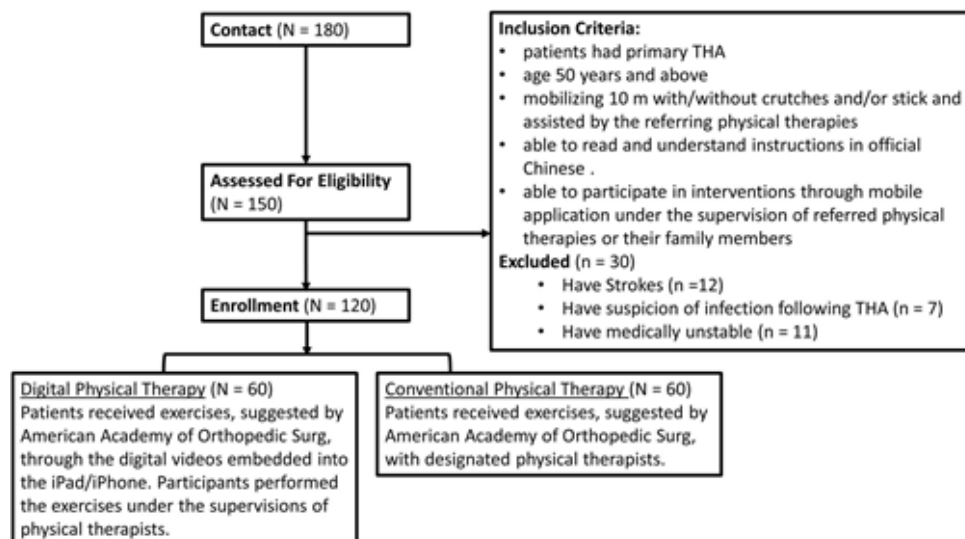 Contact (N = 180)
Inclusion Criteria:
• patients had primary THA
• age 50 years and above
• mobilizing 10 m with/without crutches and/or stick and
assisted by the referring physical therapies
• able to read and understand instructions in official
Chinese .
• able to participate in interventions through mobile
application under the supervision of referred physical
therapies or their family members
Excluded (n = 30)
• Have Strokes (n =12)
• Have suspicion of infection following THA (n = 7)
• Have medically unstable (n = 11)
Assessed For Eligibility
(N = 150)
Enrollment (N = 120)
Digital Physical Therapy (N = 60)
Patients received exercises, suggested by
American Academy of Orthopedic Surg,
through the digital videos embedded into
the iPad/iPhone. Participants performed
the exercises under the supervisions of
physical therapists.
Conventional Physical Therapy (N = 60)
Patients received exercises, suggested by
American Academy of Orthopedic Surg,
with designated physical therapists.